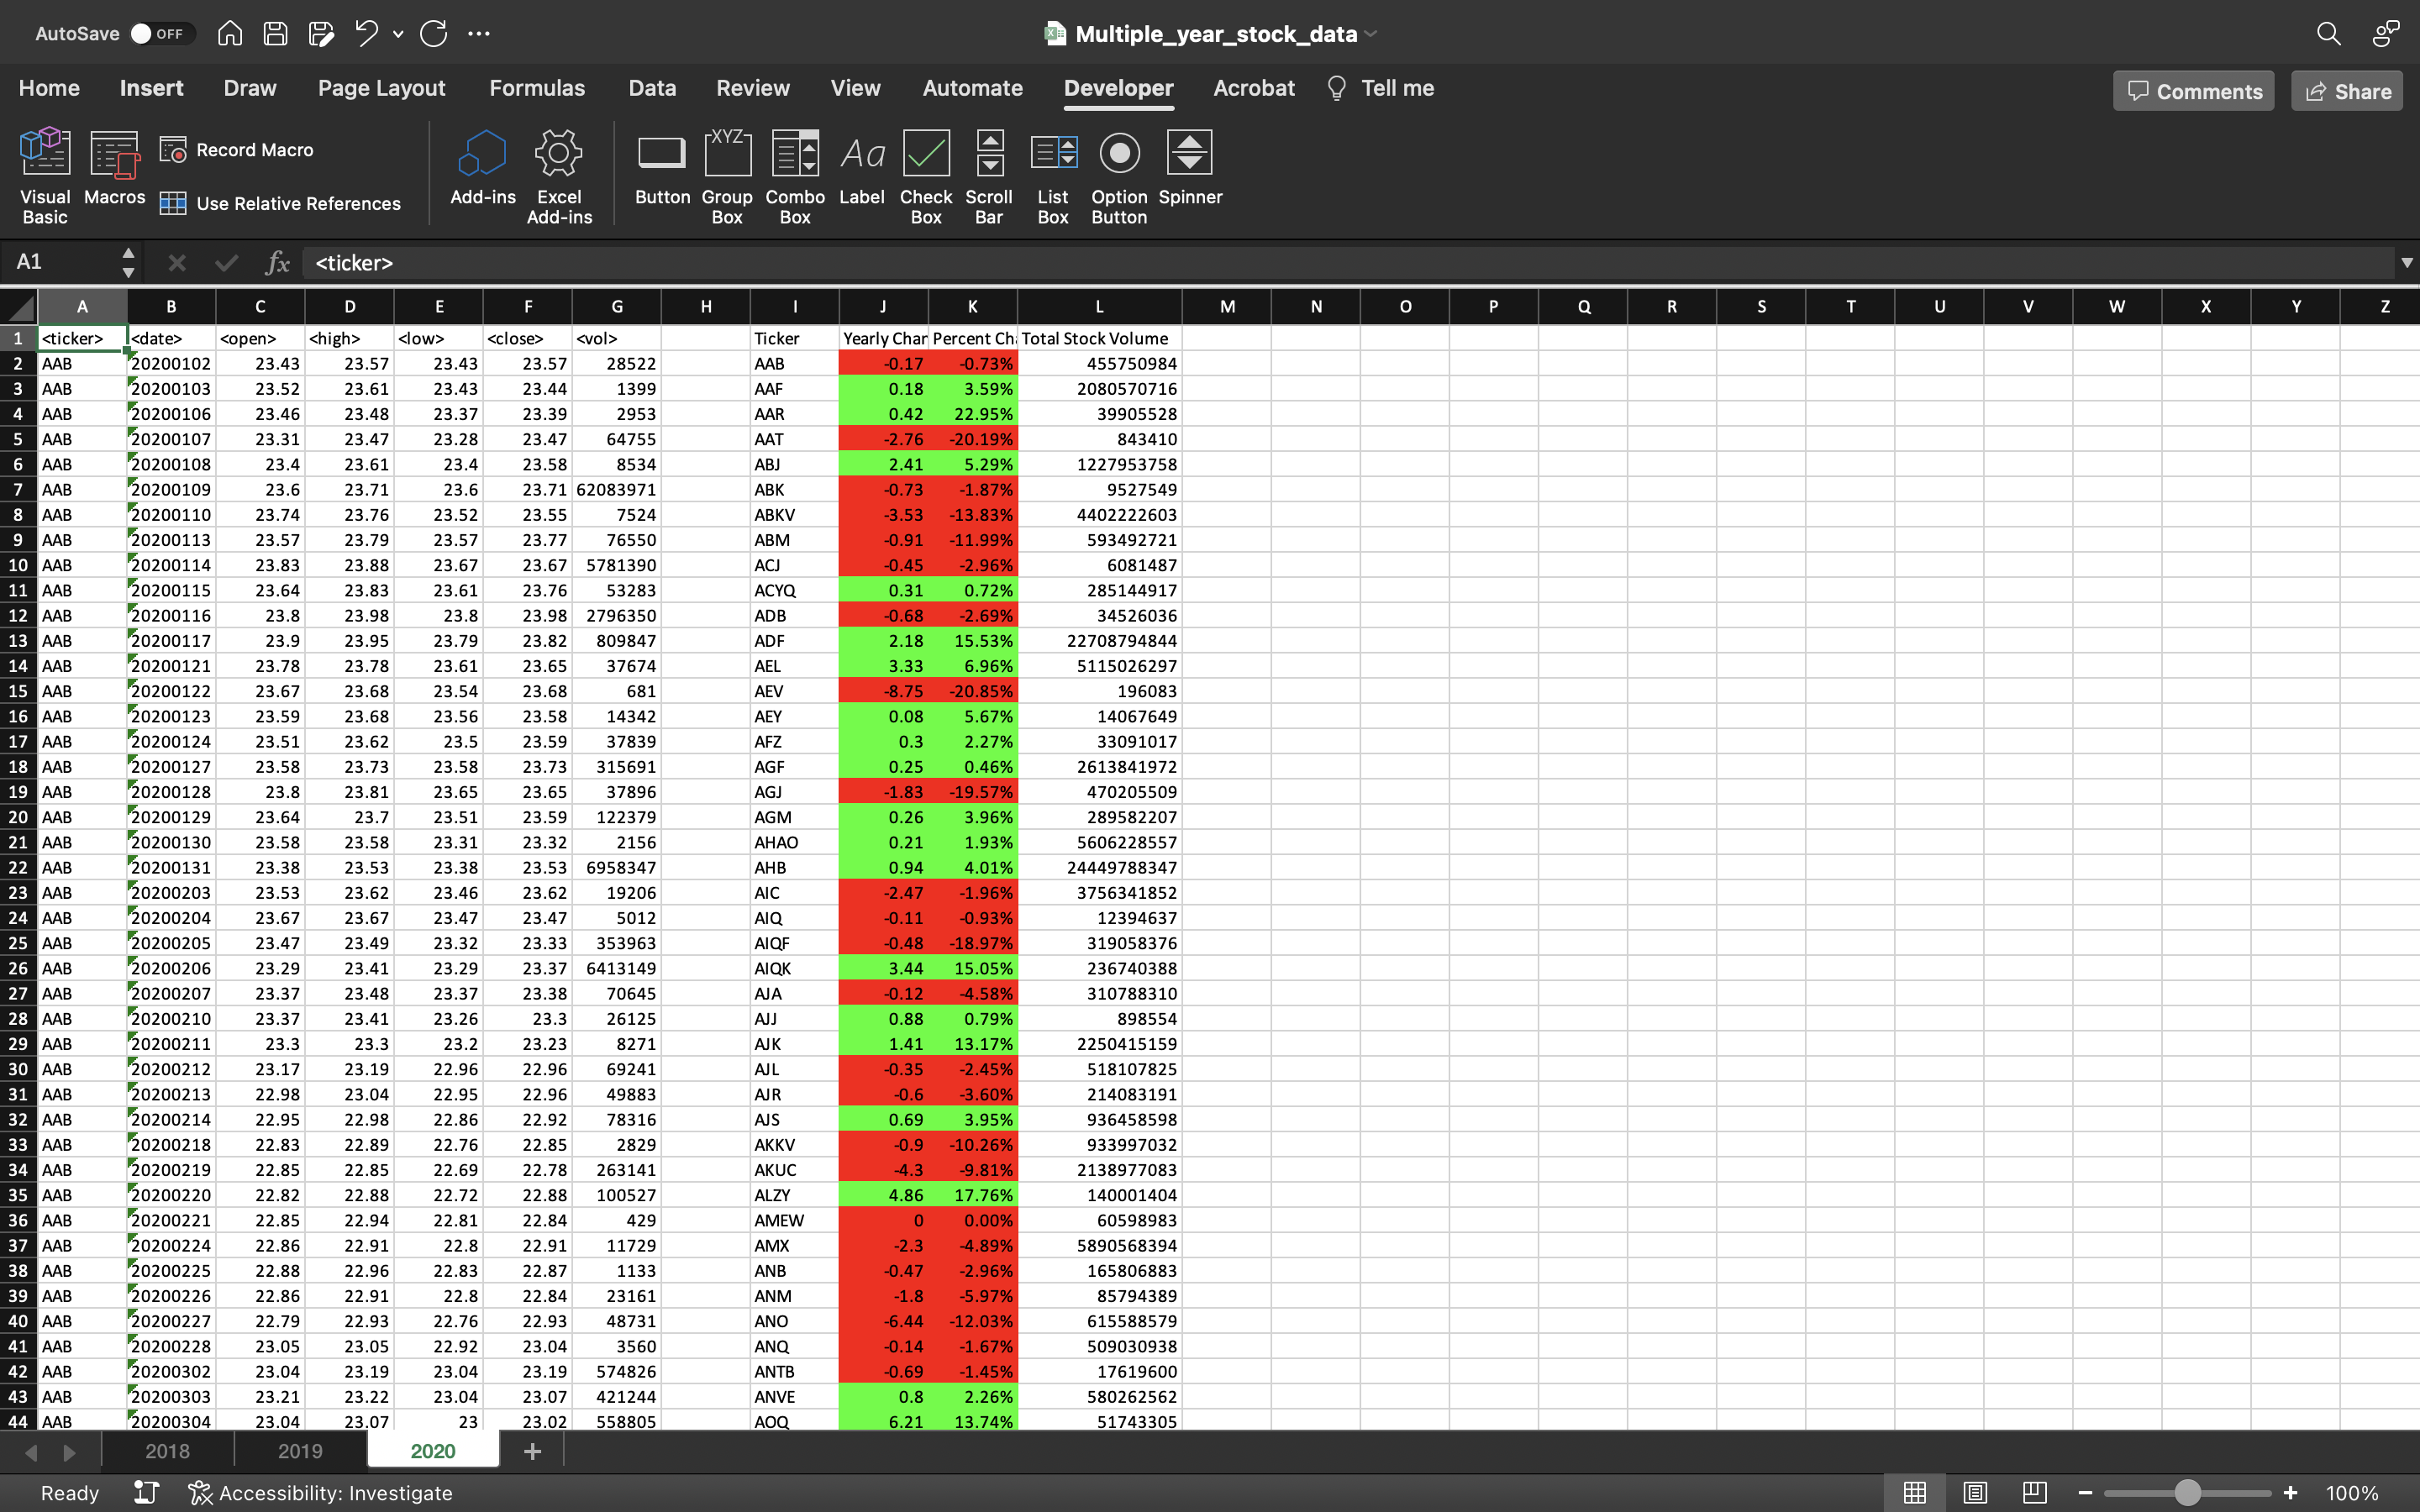 AutoSave OFF Multiple_year_stock_data
Home Insert Draw Page Layout Formulas Data Review View Automate Developer Acrobat Tell me Comments Share
Visual Basic
Macros
Record Macro
Use Relative References
Add-ins
Excel Add-ins
Button
Group Box
Combo Box
Label
Check Box
Scroll Bar
List Box
Option Button
Spinner
A1 fx <ticker>
A B C D E F G H I J K L M N O P Q R S T U V W X Y Z
1 <ticker> <date> <open> <high> <low> <close> <vol> Ticker Yearly Char Percent Ch Total Stock Volume
2 AAB 20200102 23.43 23.57 23.43 23.57 28522 AAB -0.17 -0.73% 455750984
3 AAB 20200103 23.52 23.61 23.43 23.44 1399 AAF 0.18 3.59% 2080570716
4 AAB 20200106 23.46 23.48 23.37 23.39 2953 AAR 0.42 22.95% 39905528
5 AAB 20200107 23.31 23.47 23.28 23.47 64755 AAT -2.76 -20.19% 843410
6 AAB 20200108 23.4 23.61 23.4 23.58 8534 ABJ 2.41 5.29% 1227953758
7 AAB 20200109 23.6 23.71 23.6 23.71 62083971 ABK -0.73 -1.87% 9527549
8 AAB 20200110 23.74 23.76 23.52 23.55 7524 ABKV -3.53 -13.83% 4402222603
9 AAB 20200113 23.57 23.79 23.57 23.77 76550 ABM -0.91 -11.99% 593492721
10 AAB 20200114 23.83 23.88 23.67 23.67 5781390 ACJ -0.45 -2.96% 6081487
11 AAB 20200115 23.64 23.83 23.61 23.76 53283 ACYQ 0.31 0.72% 285144917
12 AAB 20200116 23.8 23.98 23.8 23.98 2796350 ADB -0.68 -2.69% 34526036
13 AAB 20200117 23.9 23.95 23.79 23.82 809847 ADF 2.18 15.53% 22708794844
14 AAB 20200121 23.78 23.78 23.61 23.65 37674 AEL 3.33 6.96% 5115026297
15 AAB 20200122 23.67 23.68 23.54 23.68 681 AEV -8.75 -20.85% 196083
16 AAB 20200123 23.59 23.68 23.56 23.58 14342 AEY 0.08 5.67% 14067649
17 AAB 20200124 23.51 23.62 23.5 23.59 37839 AFZ 0.3 2.27% 33091017
18 AAB 20200127 23.58 23.73 23.58 23.73 315691 AGF 0.25 0.46% 2613841972
19 AAB 20200128 23.8 23.81 23.65 23.65 37896 AGJ -1.83 -19.57% 470205509
20 AAB 20200129 23.64 23.7 23.51 23.59 122379 AGM 0.26 3.96% 289582207
21 AAB 20200130 23.58 23.58 23.31 23.32 2156 AHAO 0.21 1.93% 5606228557
22 AAB 20200131 23.38 23.53 23.38 23.53 6958347 AHB 0.94 4.01% 24449788347
23 AAB 20200203 23.53 23.62 23.46 23.62 19206 AIC -2.47 -1.96% 3756341852
24 AAB 20200204 23.67 23.67 23.47 23.47 5012 AIQ -0.11 -0.93% 12394637
25 AAB 20200205 23.47 23.49 23.32 23.33 353963 AIQF -0.48 -18.97% 319058376
26 AAB 20200206 23.29 23.41 23.29 23.37 6413149 AIQK 3.44 15.05% 236740388
27 AAB 20200207 23.37 23.48 23.37 23.38 70645 AJA -0.12 -4.58% 310788310
28 AAB 20200210 23.37 23.41 23.26 23.3 26125 AJJ 0.88 0.79% 898554
29 AAB 20200211 23.3 23.3 23.2 23.23 8271 AJK 1.41 13.17% 2250415159
30 AAB 20200212 23.17 23.19 22.96 22.96 69241 AJL -0.35 -2.45% 518107825
31 AAB 20200213 22.98 23.04 22.95 22.96 49883 AJR -0.6 -3.60% 214083191
32 AAB 20200214 22.95 22.98 22.86 22.92 78316 AJS 0.69 3.95% 936458598
33 AAB 20200218 22.83 22.89 22.76 22.85 2829 AKKV -0.9 -10.26% 933997032
34 AAB 20200219 22.85 22.85 22.69 22.78 263141 AKUC -4.3 -9.81% 2138977083
35 AAB 20200220 22.82 22.88 22.72 22.88 100527 ALZY 4.86 17.76% 140001404
36 AAB 20200221 22.85 22.94 22.81 22.84 429 AMEW 0 0.00% 60598983
37 AAB 20200224 22.86 22.91 22.8 22.91 11729 AMX -2.3 -4.89% 5890568394
38 AAB 20200225 22.88 22.96 22.83 22.87 1133 ANB -0.47 -2.96% 165806883
39 AAB 20200226 22.86 22.91 22.8 22.84 23161 ANM -1.8 -5.97% 85794389
40 AAB 20200227 22.79 22.93 22.76 22.93 48731 ANO -6.44 -12.03% 615588579
41 AAB 20200228 23.05 23.05 22.92 23.04 3560 ANQ -0.14 -1.67% 509030938
42 AAB 20200302 23.04 23.19 23.04 23.19 574826 ANTB -0.69 -1.45% 17619600
43 AAB 20200303 23.21 23.22 23.04 23.07 421244 ANVE 0.8 2.26% 580262562
44 AAB 20200304 23.04 23.07 23 23.02 558805 AOQ 6.21 13.74% 51743305
2018 2019 2020 +
Ready Accessibility: Investigate 100%